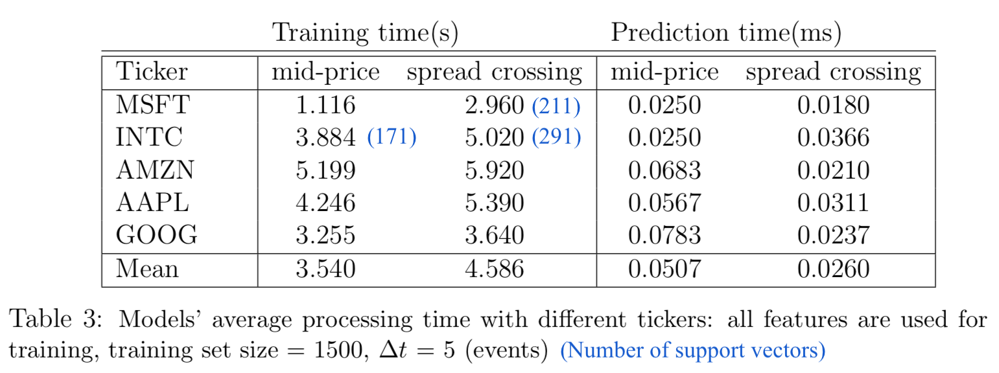 Training time(s) Prediction time(ms)
Ticker mid-price spread crossing mid-price spread crossing
MSFT 1.116 2.960 (211) 0.0250 0.0180
INTC 3.884 (171) 5.020 (291) 0.0250 0.0366
AMZN 5.199 5.920 0.0683 0.0210
AAPL 4.246 5.390 0.0567 0.0311
GOOG 3.255 3.640 0.0783 0.0237
Mean 3.540 4.586 0.0507 0.0260
Table 3: Models' average processing time with different tickers: all features are used for
training, training set size = 1500, Δt = 5 (events) (Number of support vectors)